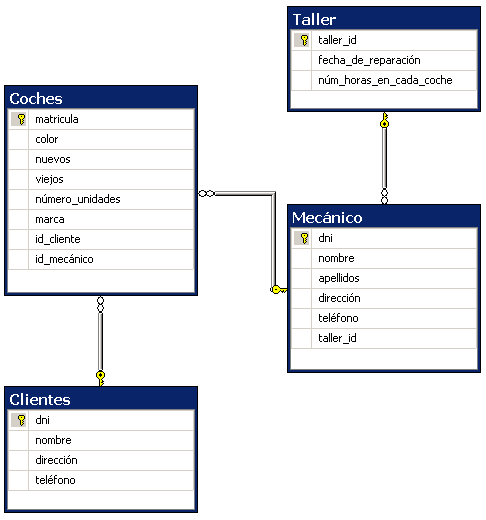 Taller
taller_id
fecha_de_reparación
núm_horas_en_cada_coche
Coches
matricula
color
nuevos
viejos
número_unidades
marca
id_cliente
id_mecánico
Mecánico
dni
nombre
apellidos
dirección
teléfono
taller_id
Clientes
dni
nombre
dirección
teléfono